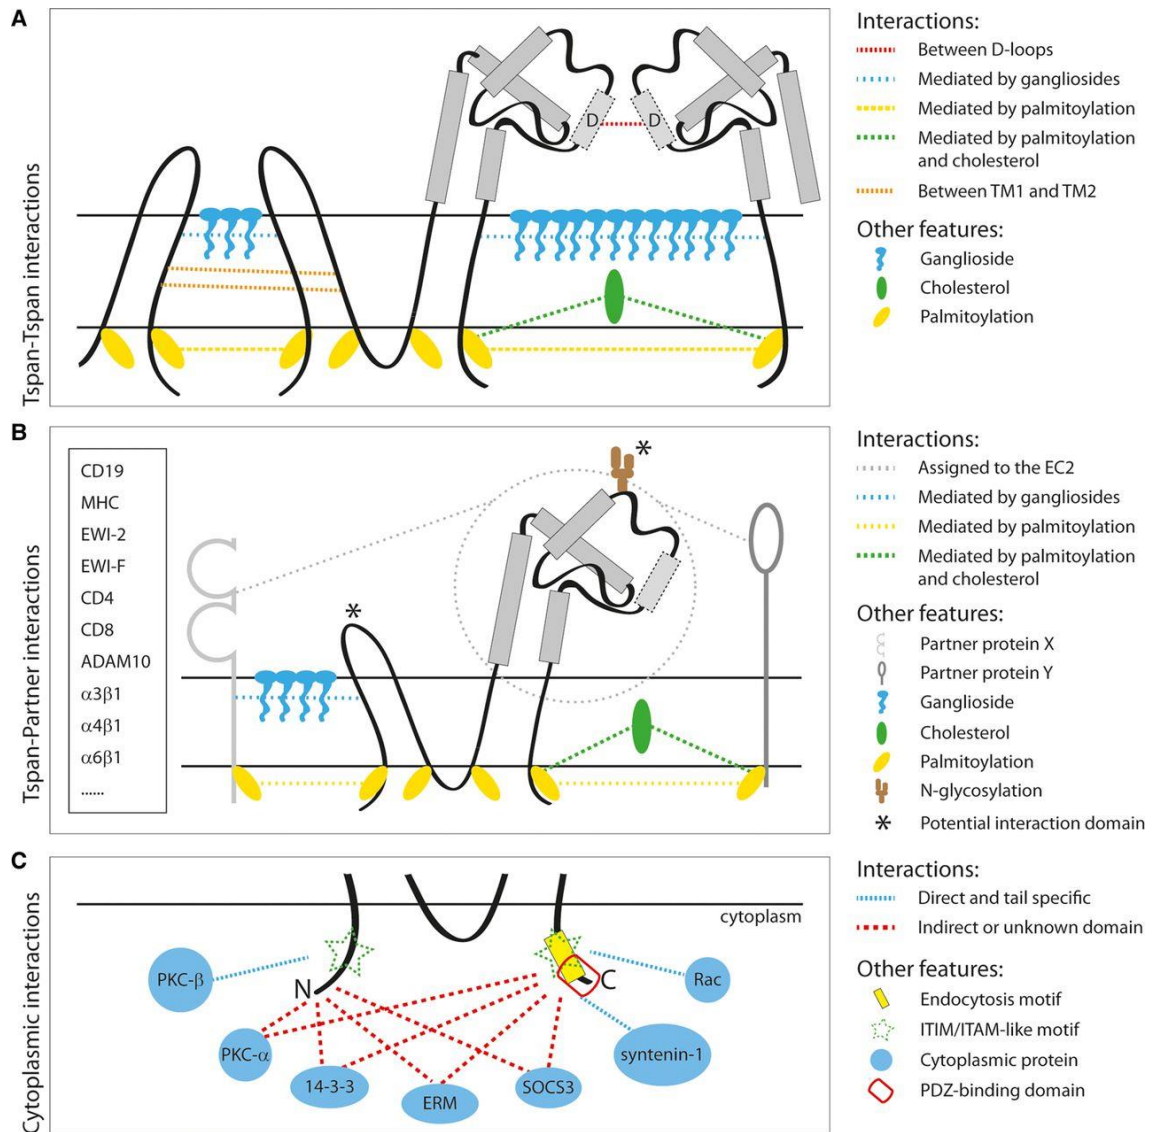 A
Tspan-Tspan interactions
D
D
Interactions:
Between D-loops
Mediated by gangliosides
Mediated by palmitoylation
Mediated by palmitoylation
and cholesterol
Between TM1 and TM2
Other features:
Ganglioside
Cholesterol
Palmitoylation
B
Tspan-Partner interactions
CD19
MHC
EWI-2
EWI-F
CD4
CD8
ADAM10
α3β1
α4β1
α6β1
......
*
*
Interactions:
Assigned to the EC2
Mediated by gangliosides
Mediated by palmitoylation
Mediated by palmitoylation
and cholesterol
Other features:
Partner protein X
Partner protein Y
Ganglioside
Cholesterol
Palmitoylation
N-glycosylation
* Potential interaction domain
C
Cytoplasmic interactions
cytoplasm
PKC-β
N
C
Rac
PKC-α
14-3-3
ERM
SOCS3
syntenin-1
Interactions:
Direct and tail specific
Indirect or unknown domain
Other features:
Endocytosis motif
ITIM/ITAM-like motif
Cytoplasmic protein
PDZ-binding domain